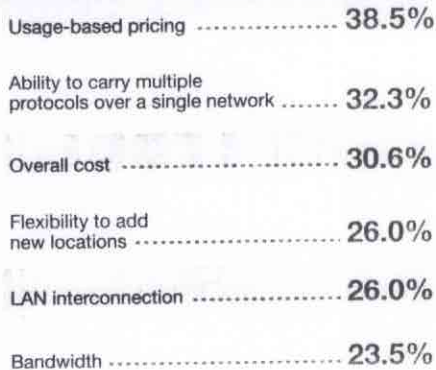 Usage-based pricing ................ 38.5%
Ability to carry multiple
protocols over a single network ....... 32.3%
Overall cost .......................... 30.6%
Flexibility to add
new locations ........................ 26.0%
LAN interconnection ................. 26.0%
Bandwidth ........................... 23.5%